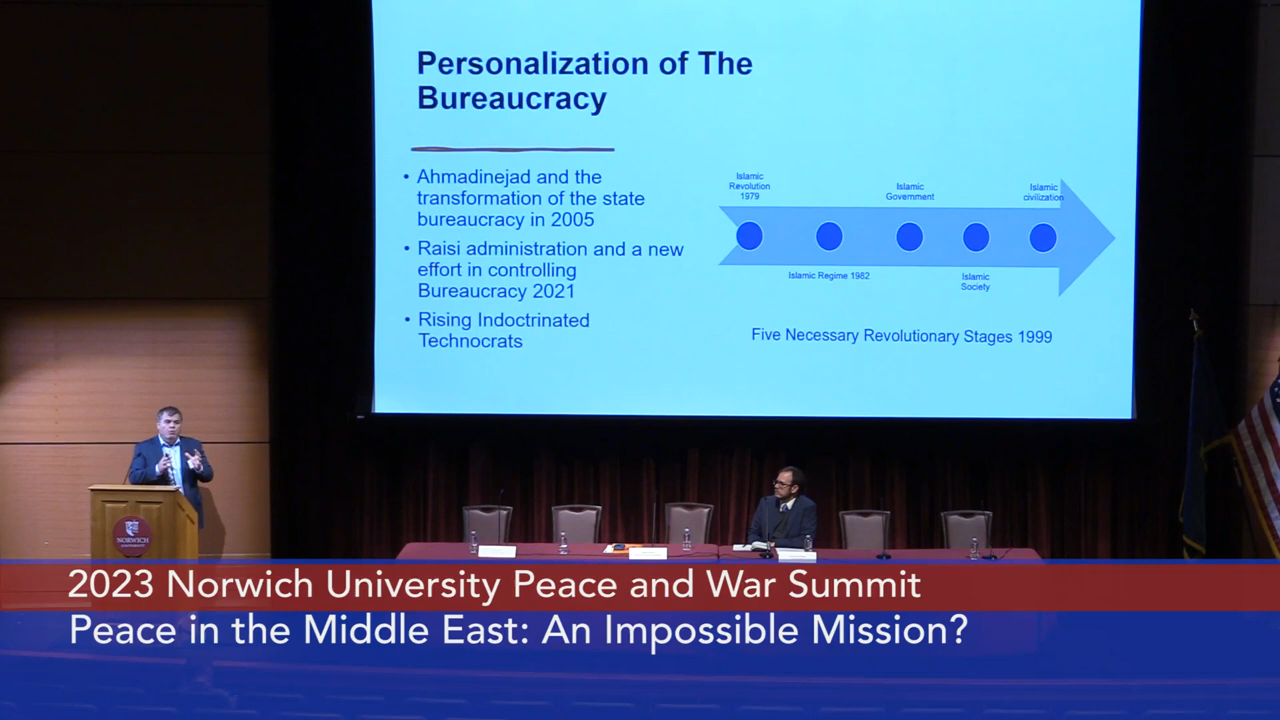 Personalization of The
Bureaucracy
• Ahmadinejad and the
transformation of the state
bureaucracy in 2005
• Raisi administration and a new
effort in controlling
Bureaucracy 2021
• Rising Indoctrinated
Technocrats
Islamic
Revolution
1979
Islamic Regime 1982
Islamic
Government
Islamic
Society
Islamic
civilization
Five Necessary Revolutionary Stages 1999
NORWICH
UNIVERSITY
2023 Norwich University Peace and War Summit
Peace in the Middle East: An Impossible Mission?